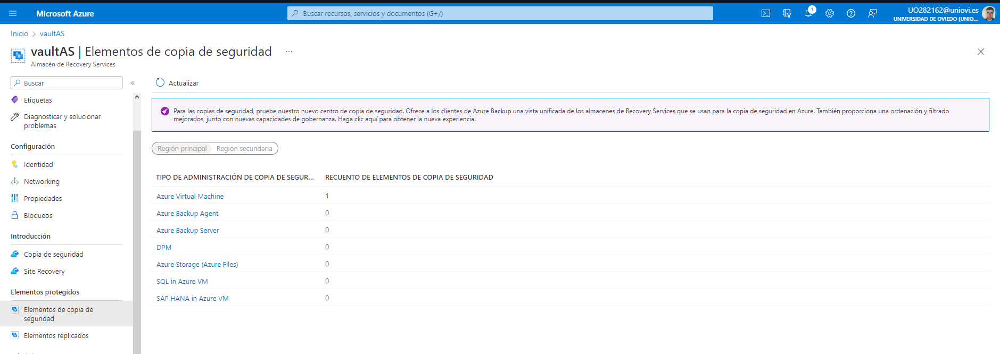 Microsoft Azure
Buscar recursos, servicios y documentos (G+/)
1
UO282162@uniovi.es
UNIVERSIDAD DE OVIEDO (UNIO...
Inicio > vaultAS
vaultAS | Elementos de copia de seguridad ...
Almacén de Recovery Services
Buscar
«
Actualizar
Etiquetas
Diagnosticar y solucionar
problemas
Configuración
Identidad
Networking
Propiedades
Bloqueos
Introducción
Copia de seguridad
Site Recovery
Elementos protegidos
Elementos de copia de
seguridad
Elementos replicados
Para las copias de seguridad, pruebe nuestro nuevo centro de copia de seguridad. Ofrece a los clientes de Azure Backup una vista unificada de los almacenes de Recovery Services que se usan para la copia de seguridad en Azure. También proporciona una ordenación y filtrado
mejorados, junto con nuevas capacidades de gobernanza. Haga clic aquí para obtener la nueva experiencia.
Región principal Región secundaria
TIPO DE ADMINISTRACIÓN DE COPIA DE SEGUR... RECUENTO DE ELEMENTOS DE COPIA DE SEGURIDAD
Azure Virtual Machine 1
Azure Backup Agent 0
Azure Backup Server 0
DPM 0
Azure Storage (Azure Files) 0
SQL in Azure VM 0
SAP HANA in Azure VM 0